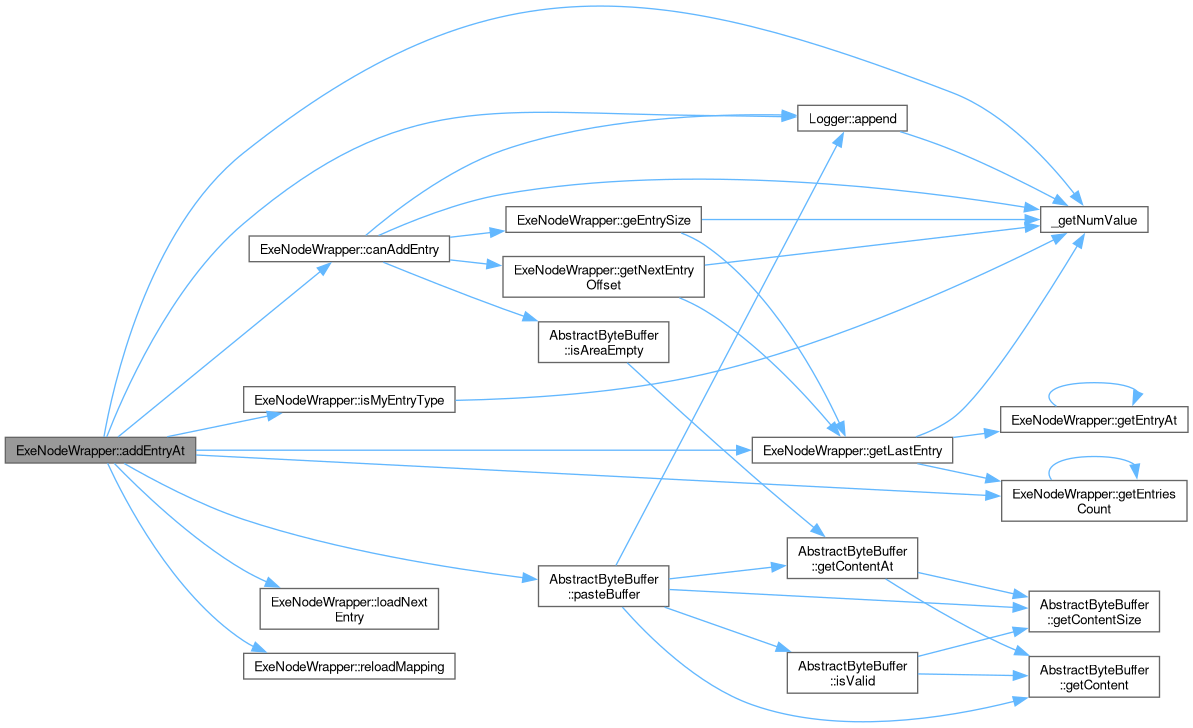 Logger::append
_getNumValue
ExeNodeWrapper::geEntrySize
ExeNodeWrapper::canAddEntry
ExeNodeWrapper::getNextEntry
Offset
AbstractByteBuffer
::isAreaEmpty
ExeNodeWrapper::isMyEntryType
ExeNodeWrapper::getEntryAt
ExeNodeWrapper::addEntryAt
ExeNodeWrapper::getLastEntry
ExeNodeWrapper::getEntries
Count
AbstractByteBuffer
::getContentAt
AbstractByteBuffer
::pasteBuffer
ExeNodeWrapper::loadNext
Entry
AbstractByteBuffer
::getContentSize
ExeNodeWrapper::reloadMapping
AbstractByteBuffer
::isValid
AbstractByteBuffer
::getContent